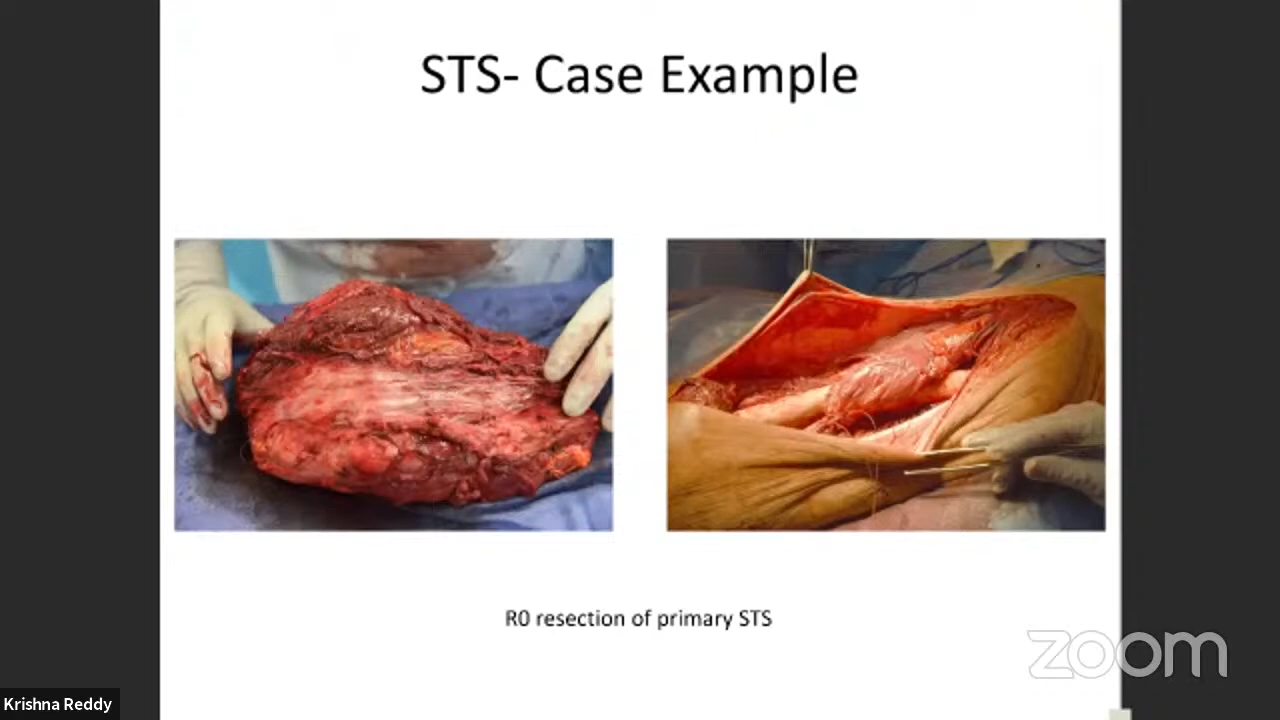 STS- Case Example
R0 resection of primary STS
zoom
Krishna Reddy